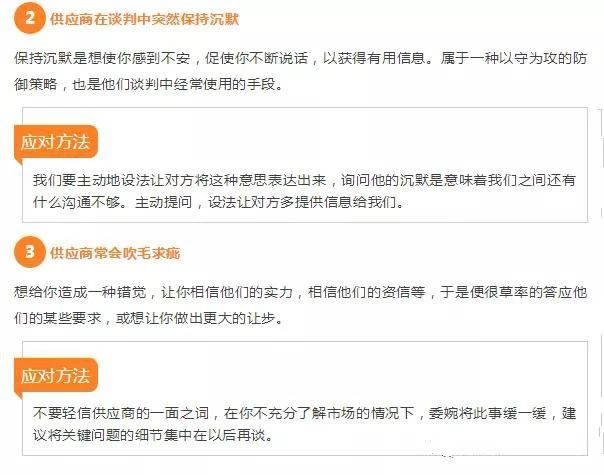 2 供应商在谈判中突然保持沉默
保持沉默是想使你感到不安，促使你不断说话，以获得有用信息。属于一种以守为攻的防
御策略，也是他们谈判中经常使用的手段。
应对方法
我们要主动地设法让对方将这种意思表达出来，询问他的沉默是意味着我们之间还有
什么沟通不够。主动提问，设法让对方多提供信息给我们。
3 供应商常会吹毛求疵
想给你造成一种错觉，让你相信他们的实力，相信他们的资信等，于是便很草率的答应他
们的某些要求，或想让你做出更大的让步。
应对方法
不要轻信供应商的一面之词，在你不充分了解市场的情况下，委婉将此事缓一缓，建
议将关键问题的细节集中在以后再谈。